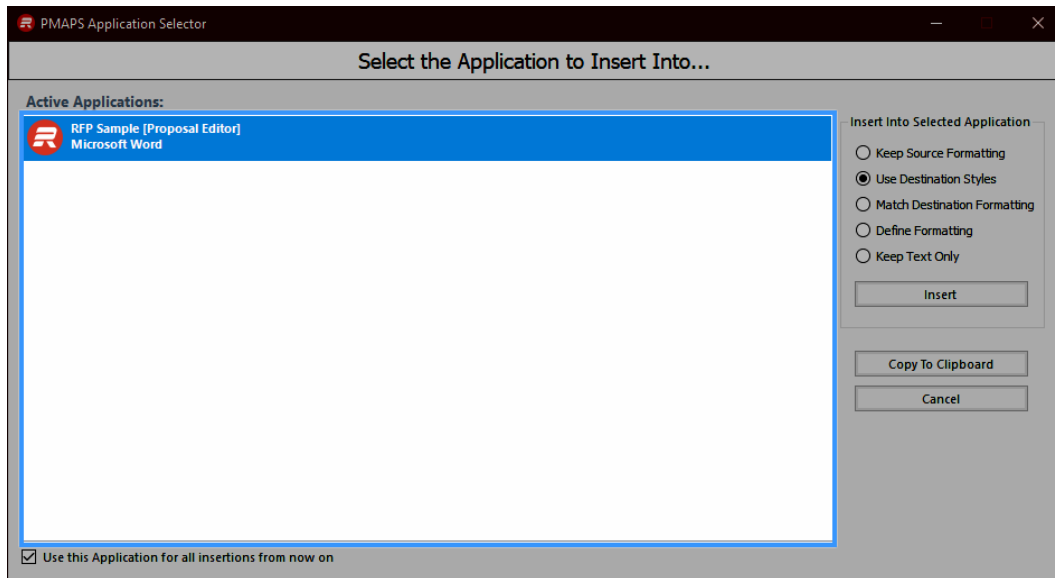 PMAPS Application Selector
Select the Application to Insert Into...
Active Applications:
RFP Sample [Proposal Editor]
Microsoft Word
Insert Into Selected Application
Keep Source Formatting
Use Destination Styles
Match Destination Formatting
Define Formatting
Keep Text Only
Insert
Copy To Clipboard
Cancel
Use this Application for all insertions from now on